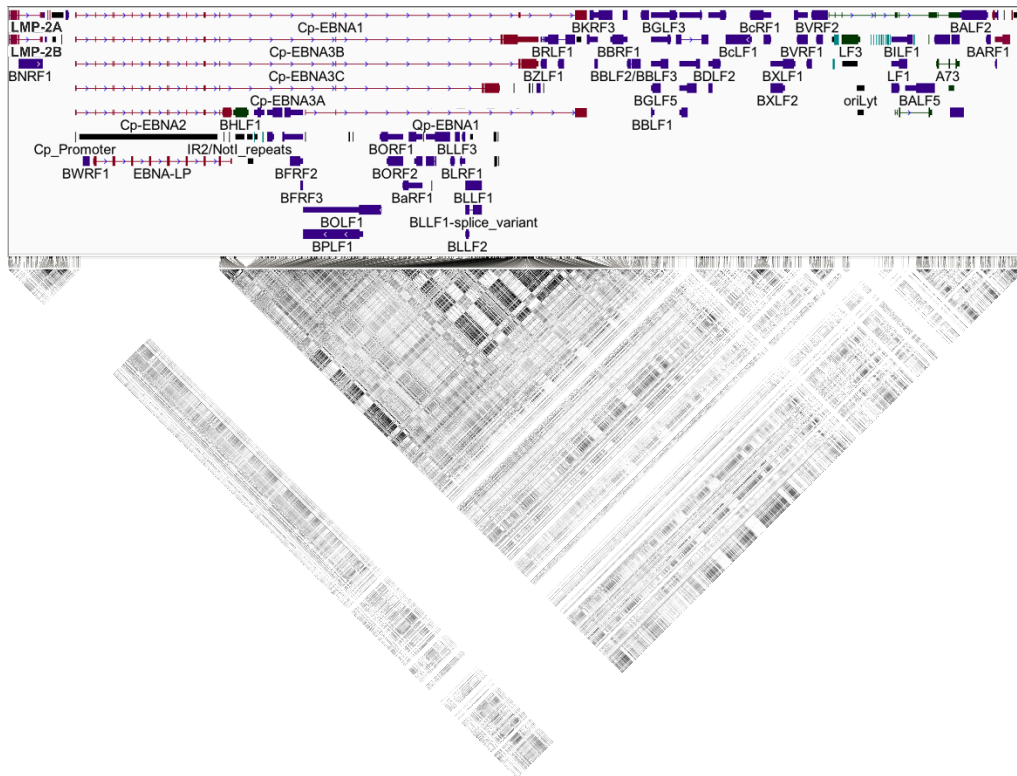 LMP-2A Cp-EBNA1 BKRF3 BGLF3 BcRF1 BVRF2 BALF2
LMP-2B Cp-EBNA3B BRLF1 BBRF1 BcLF1 BVRF1 LF3 BILF1 BARF1
BNRF1 Cp-EBNA3C BZLF1 BBLF2/BBLF3 BDLF2 BXLF1 LF1 A73
Cp-EBNA3A BGLF5 BXLF2 oriLyt BALF5
Cp-EBNA2 BHLF1 Qp-EBNA1 BBLF1
Cp_Promoter IR2/NotI_repeats BORF1 BLLF3
BWRF1 EBNA-LP BFRF2 BORF2 BLRF1
BFRF3 BaRF1 BLLF1
BOLF1 BLLF1-splice_variant
BPLF1 BLLF2